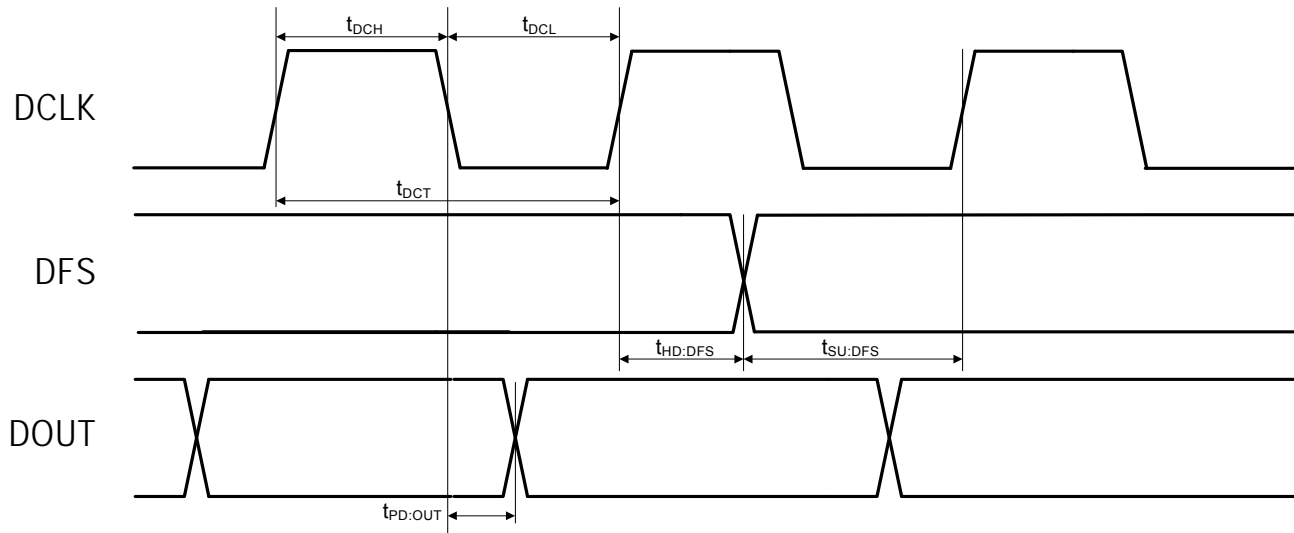 tDCH
tDCL
DCLK
tDCT
DFS
tHD:DFS
tSU:DFS
DOUT
tPD:OUT